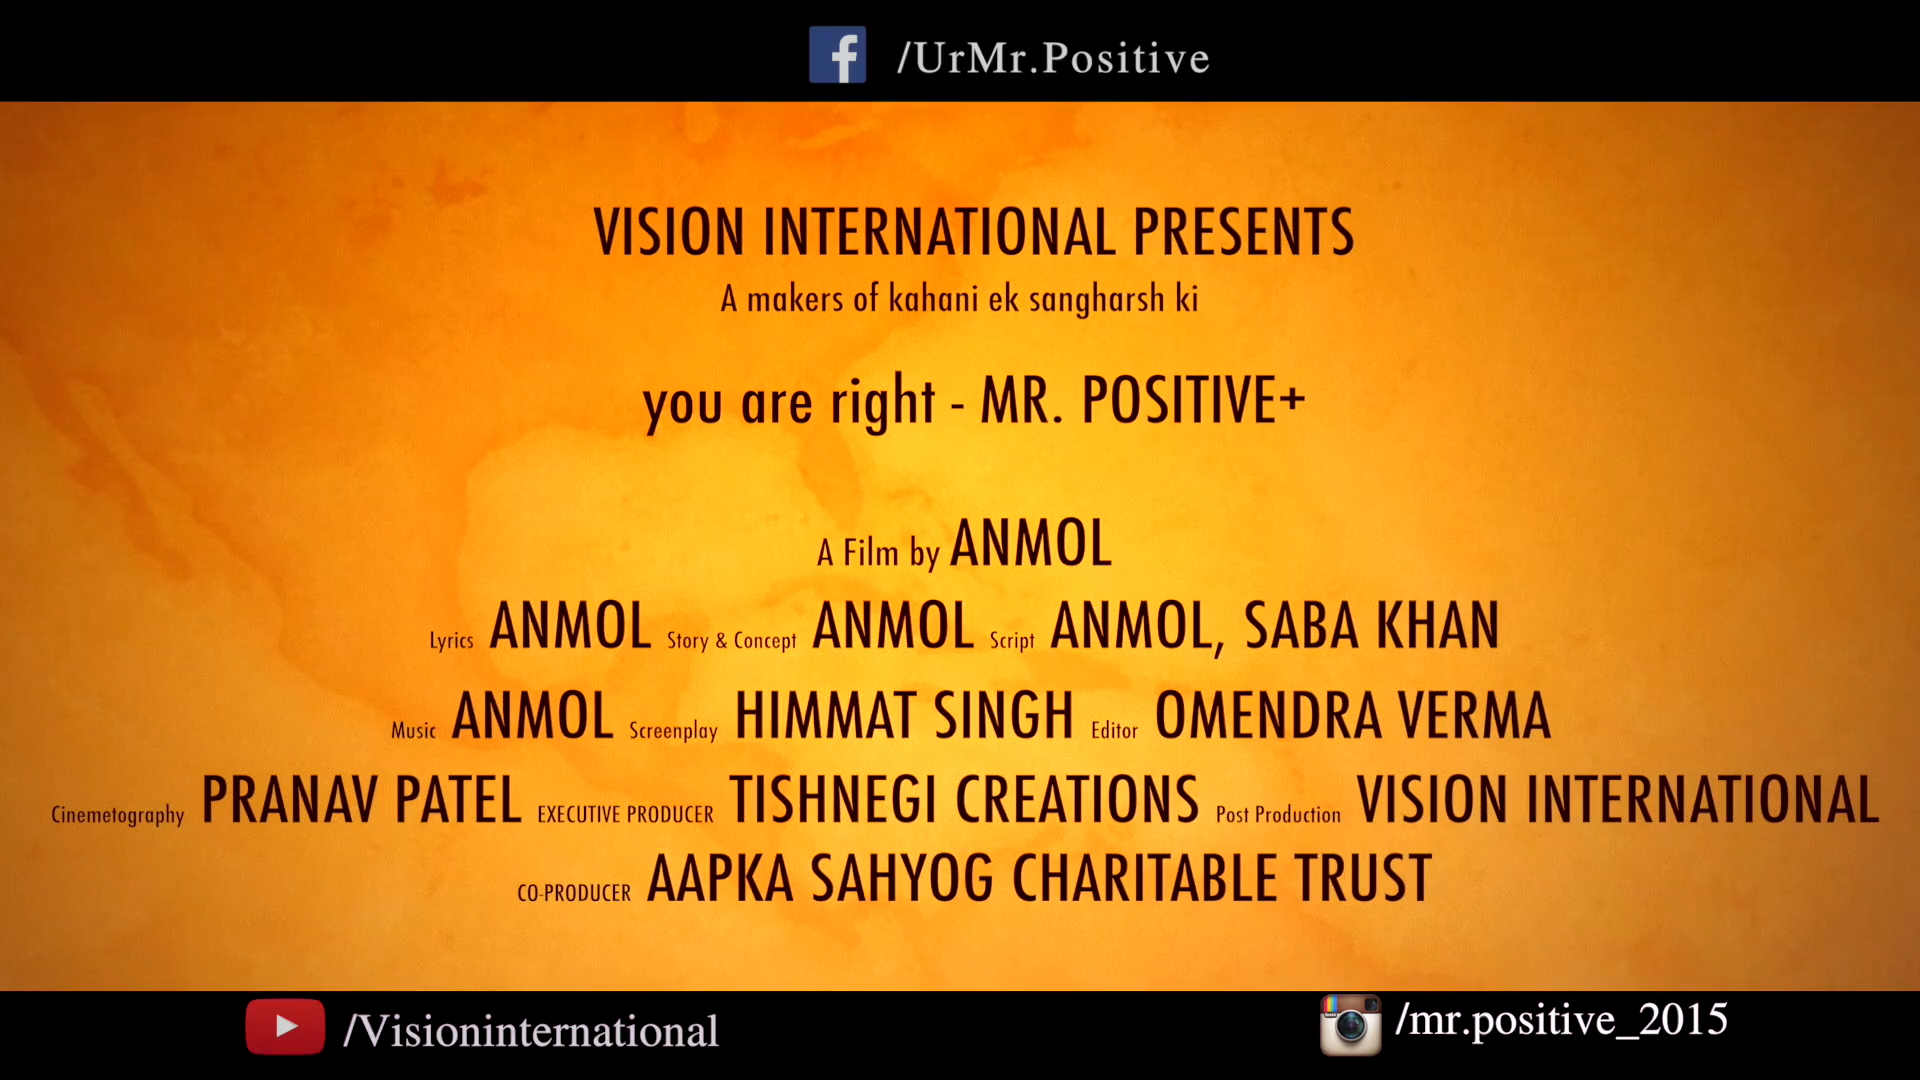 /UrMr.Positive
VISION INTERNATIONAL PRESENTS
A makers of kahani ek sangharsh ki
you are right - MR. POSITIVE+
A Film by ANMOL
Lyrics ANMOL Story & Concept ANMOL Script ANMOL, SABA KHAN
Music ANMOL Screenplay HIMMAT SINGH Editor OMENDRA VERMA
Cinemetography PRANAV PATEL EXECUTIVE PRODUCER TISHNEGI CREATIONS Post Production VISION INTERNATIONAL
CO-PRODUCER AAPKA SAHYOG CHARITABLE TRUST
/Visioninternational
/mr.positive_2015